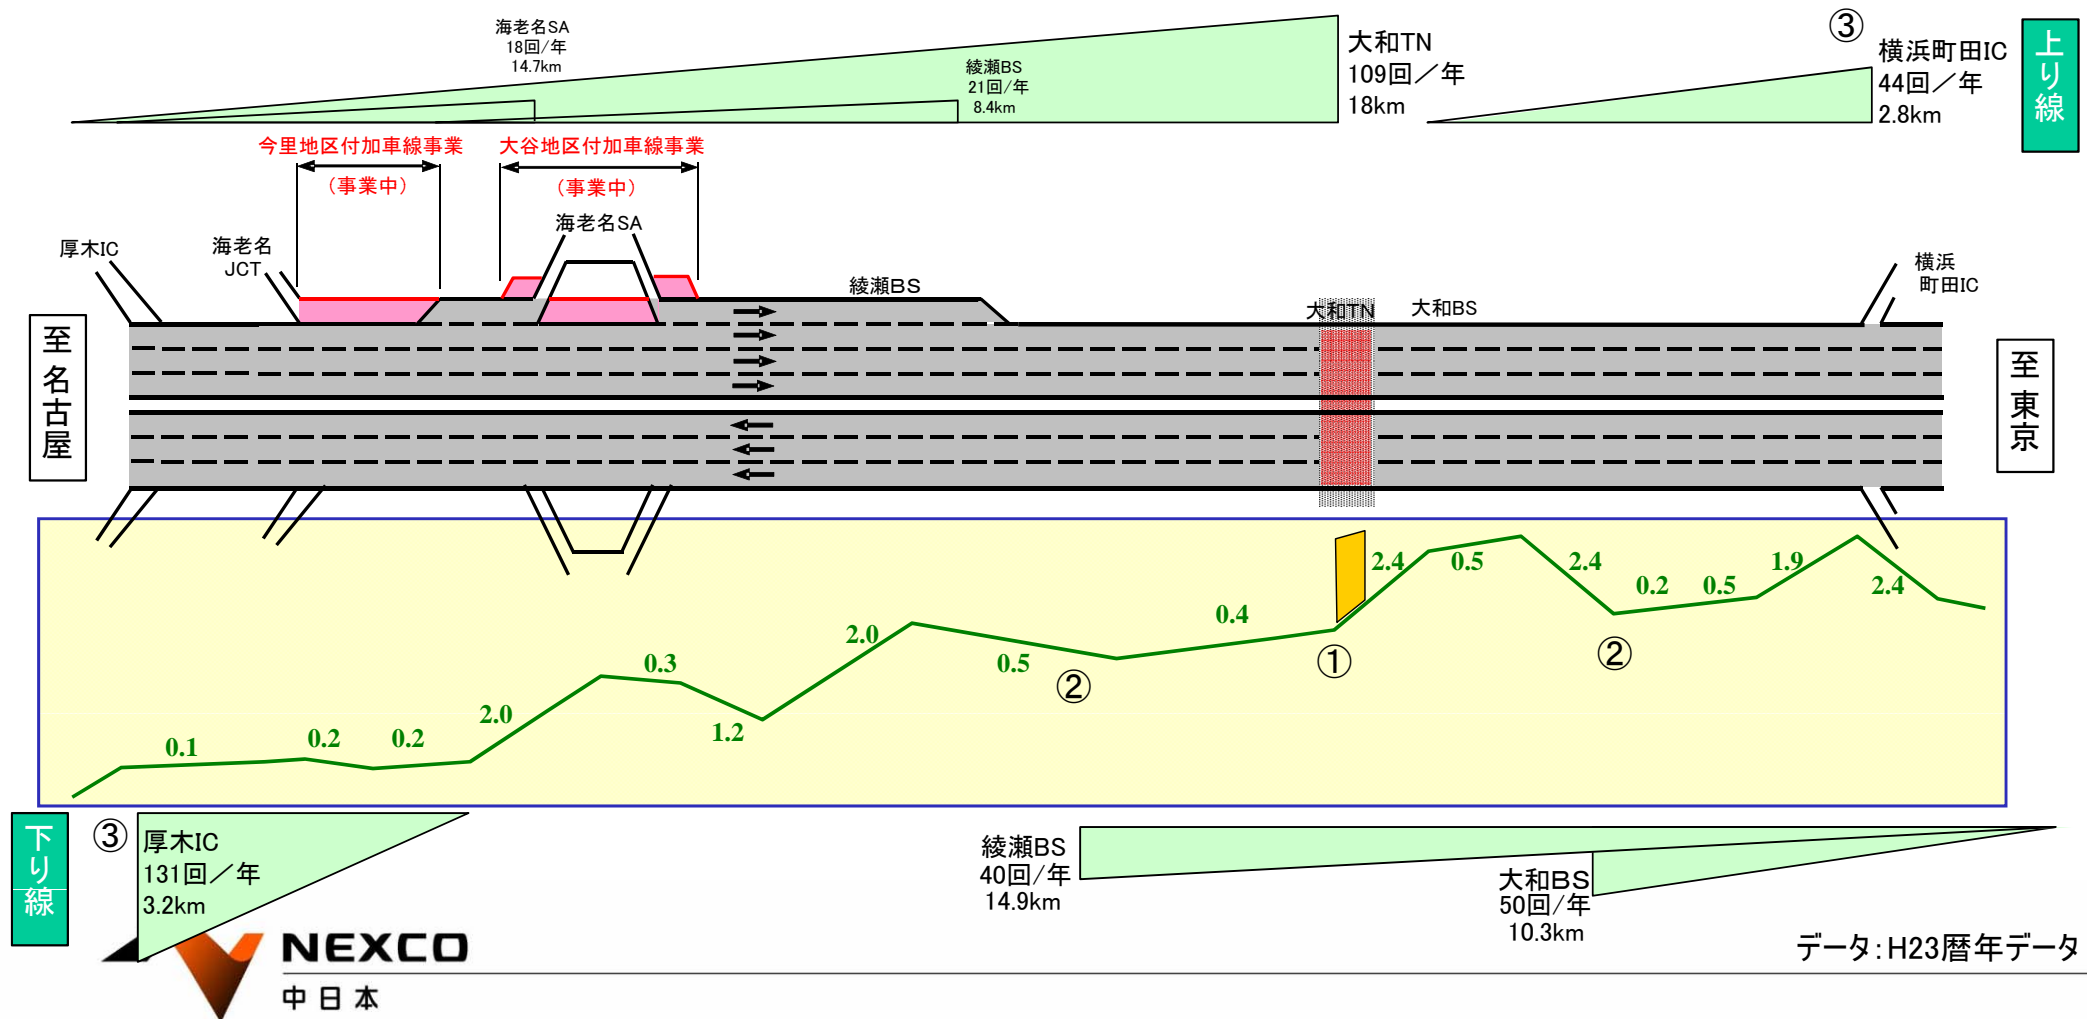 海老名SA
18回/年
14.7km
綾瀬BS
21回/年
8.4km
大和TN
109回／年
18km
③
横浜町田IC
44回／年
2.8km
上り線
今里地区付加車線事業
（事業中）
大谷地区付加車線事業
（事業中）
厚木IC
海老名
JCT
海老名SA
綾瀬BS
大和TN
大和BS
横浜
町田IC
至名古屋
至東京
2.4
0.5
2.4
0.2
0.5
1.9
2.4
0.4
①
②
2.0
0.5
②
0.3
1.2
2.0
0.1
0.2
0.2
下り線
③
厚木IC
131回／年
3.2km
綾瀬BS
40回/年
14.9km
大和BS
50回/年
10.3km
NEXCO
中日本
データ：H23暦年データ